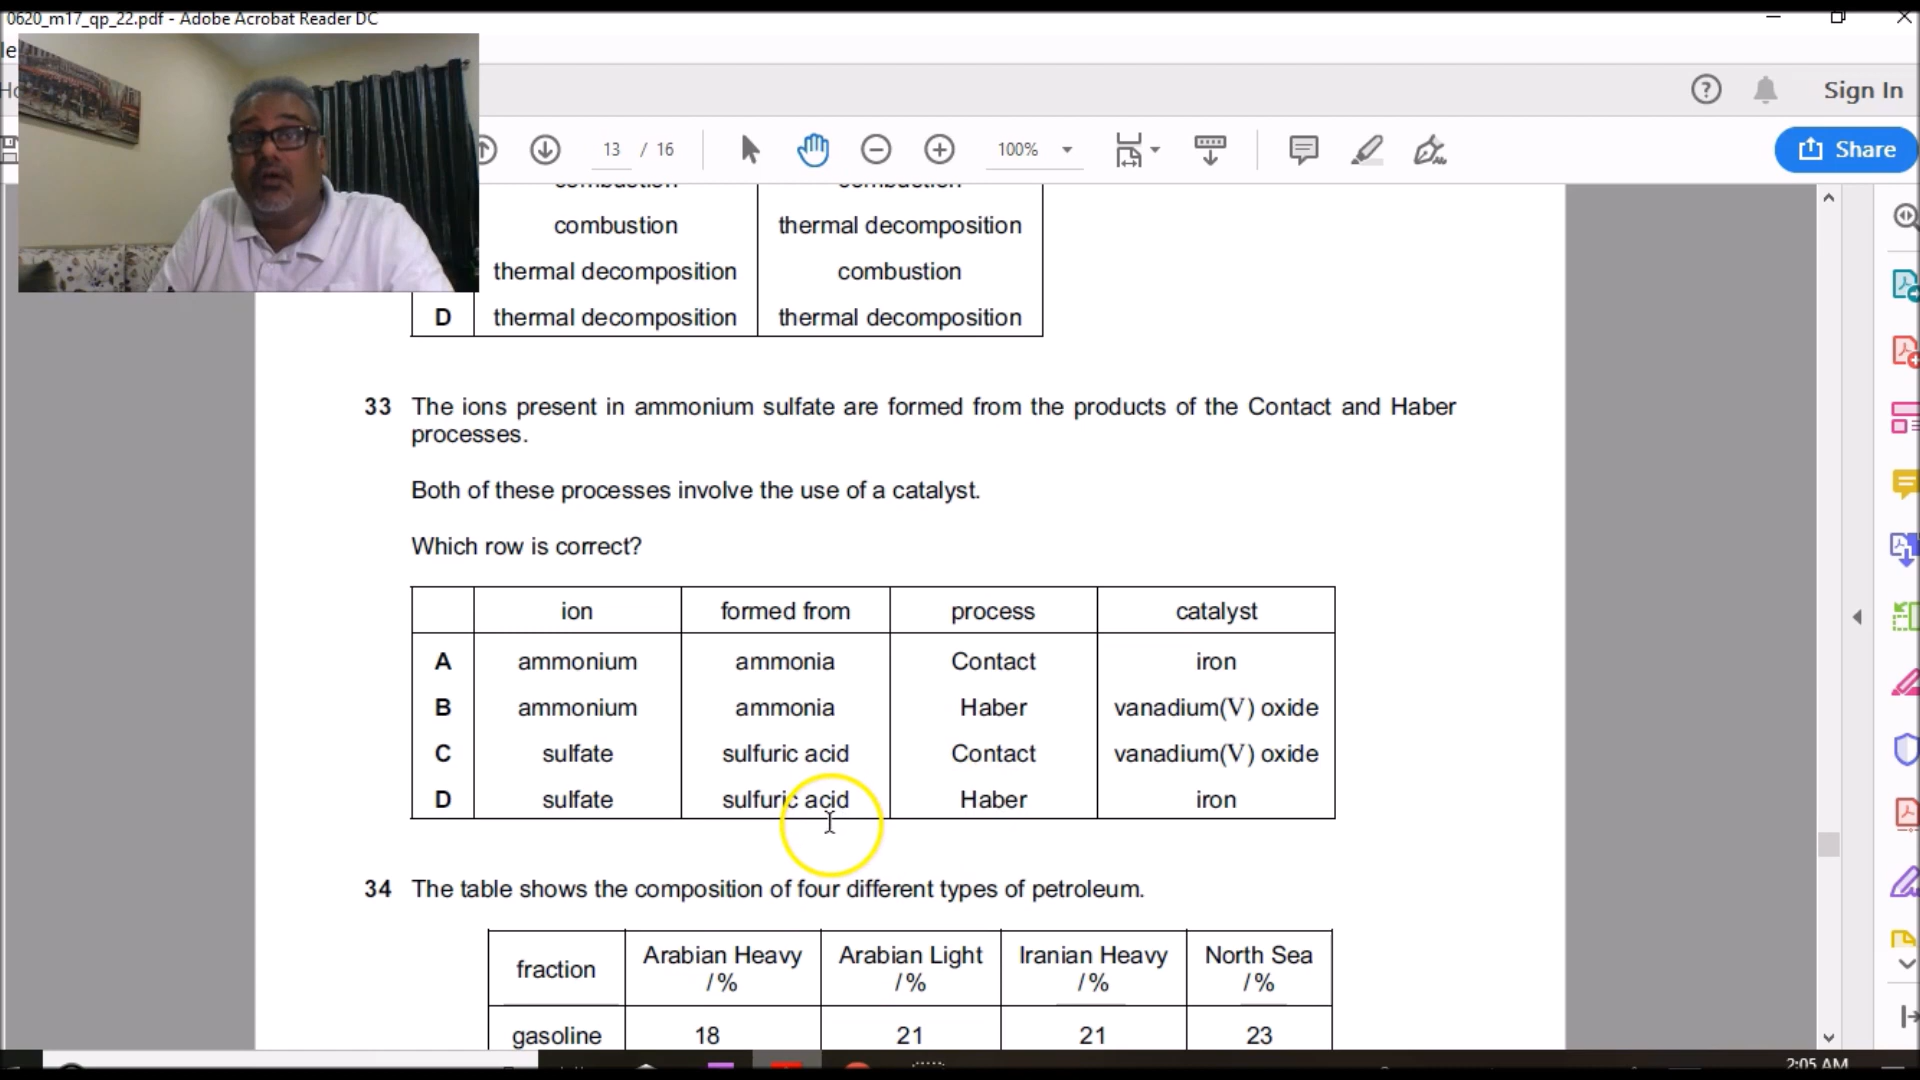 0620_m17_qp_22.pdf - Adobe Acrobat Reader DC
Sign In
13 / 16
100%
Share
combustion combustion
combustion thermal decomposition
thermal decomposition combustion
D thermal decomposition thermal decomposition
33 The ions present in ammonium sulfate are formed from the products of the Contact and Haber
processes.
Both of these processes involve the use of a catalyst.
Which row is correct?
ion formed from process catalyst
A ammonium ammonia Contact iron
B ammonium ammonia Haber vanadium(V) oxide
C sulfate sulfuric acid Contact vanadium(V) oxide
D sulfate sulfuric acid Haber iron
34 The table shows the composition of four different types of petroleum.
fraction Arabian Heavy /% Arabian Light /% Iranian Heavy /% North Sea /%
gasoline 18 21 21 23
2:05 AM